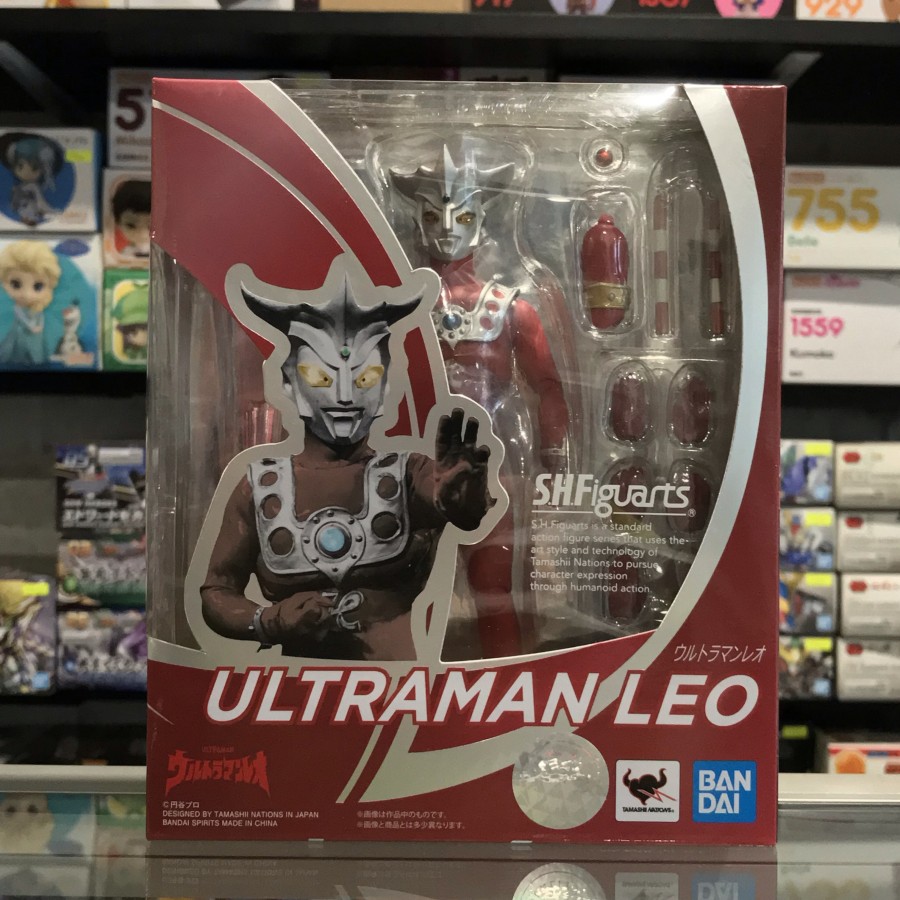 929
755
Belle
1559
Kumoko
S.H.Figuarts®
S.H.Figuarts is a standard
action figure series that uses the
art style and technology of
Tamashii Nations to pursue
character expression
through humanoid action.
ウルトラマンレオ
ULTRAMAN LEO
ウルトラマンレオ
©円谷プロ
DESIGNED BY TAMASHII NATIONS IN JAPAN
BANDAI SPIRITS MADE IN CHINA
※画像は作品中のものです。
※画像と商品とは多少異なります。
TAMASHII NATIONS
BAN
DAI